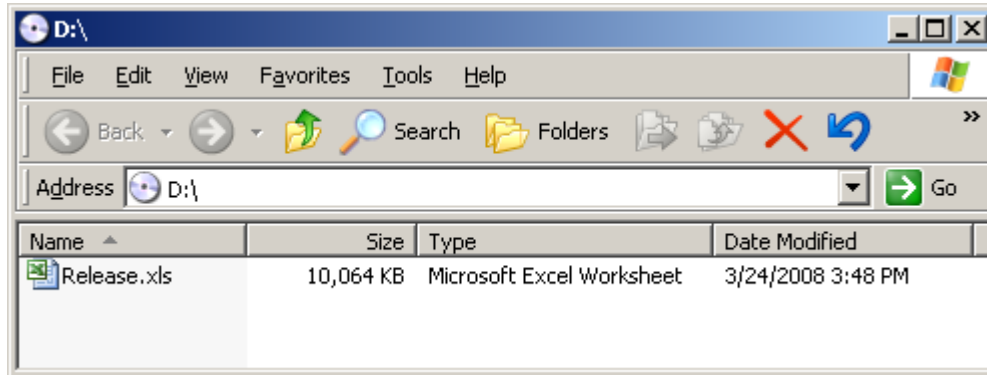 D:\
File Edit View Favorites Tools Help
Back Search Folders »
Address D:\ Go
Name Size Type Date Modified
Release.xls 10,064 KB Microsoft Excel Worksheet 3/24/2008 3:48 PM